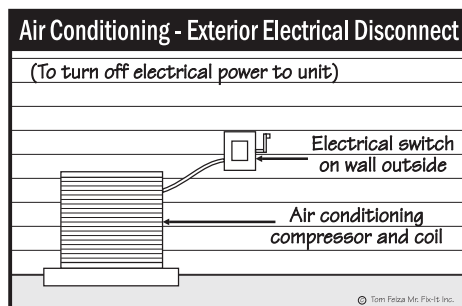 Air Conditioning - Exterior Electrical Disconnect
(To turn off electrical power to unit)
Electrical switch
on wall outside
Air conditioning
compressor and coil
© Tom Feiza Mr. Fix-It Inc.